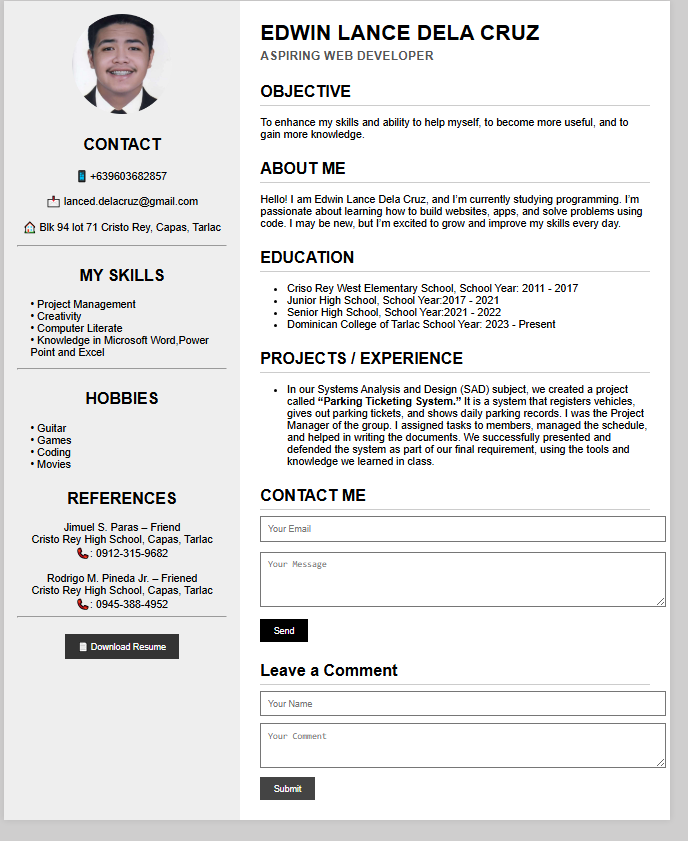 CONTACT
+639603682857
lanced.delacruz@gmail.com
Blk 94 lot 71 Cristo Rey, Capas, Tarlac
MY SKILLS
• Project Management
• Creativity
• Computer Literate
• Knowledge in Microsoft Word,Power
Point and Excel
HOBBIES
• Guitar
• Games
• Coding
• Movies
REFERENCES
Jimuel S. Paras – Friend
Cristo Rey High School, Capas, Tarlac
: 0912-315-9682
Rodrigo M. Pineda Jr. – Friened
Cristo Rey High School, Capas, Tarlac
: 0945-388-4952
Download Resume
EDWIN LANCE DELA CRUZ
ASPIRING WEB DEVELOPER
OBJECTIVE
To enhance my skills and ability to help myself, to become more useful, and to
gain more knowledge.
ABOUT ME
Hello! I am Edwin Lance Dela Cruz, and I’m currently studying programming. I’m
passionate about learning how to build websites, apps, and solve problems using
code. I may be new, but I’m excited to grow and improve my skills every day.
EDUCATION
• Criso Rey West Elementary School, School Year: 2011 - 2017
• Junior High School, School Year:2017 - 2021
• Senior High School, School Year:2021 - 2022
• Dominican College of Tarlac School Year: 2023 - Present
PROJECTS / EXPERIENCE
• In our Systems Analysis and Design (SAD) subject, we created a project
called “Parking Ticketing System.” It is a system that registers vehicles,
gives out parking tickets, and shows daily parking records. I was the Project
Manager of the group. I assigned tasks to members, managed the schedule,
and helped in writing the documents. We successfully presented and
defended the system as part of our final requirement, using the tools and
knowledge we learned in class.
CONTACT ME
Your Email
Your Message
Send
Leave a Comment
Your Name
Your Comment
Submit